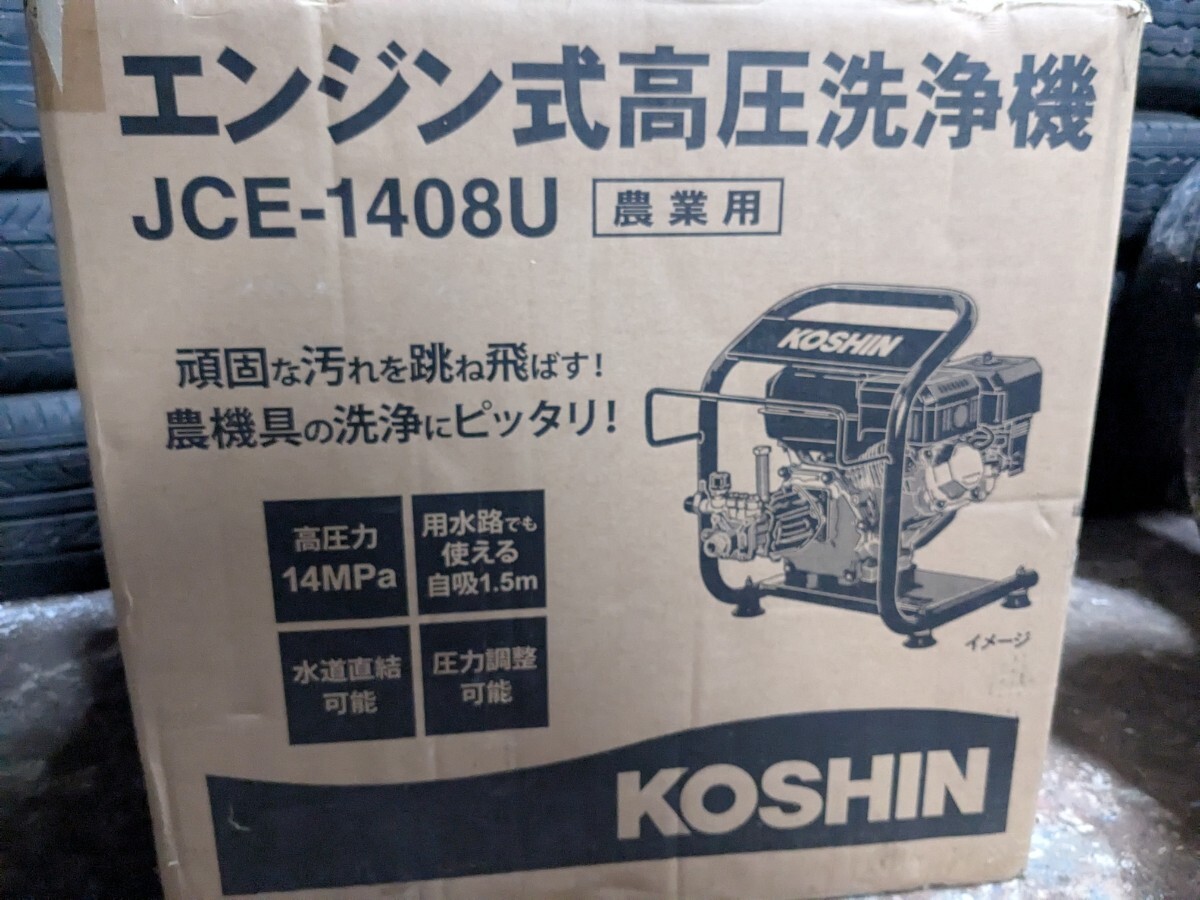 エンジン式高圧洗浄機
JCE-1408U 農業用
頑固な汚れを跳ね飛ばす!
農機具の洗浄にピッタリ!
高圧力
14MPa
用水路でも
使える
自吸1.5m
水道直結
可能
圧力調整
可能
KOSHIN
イメージ
KOSHIN